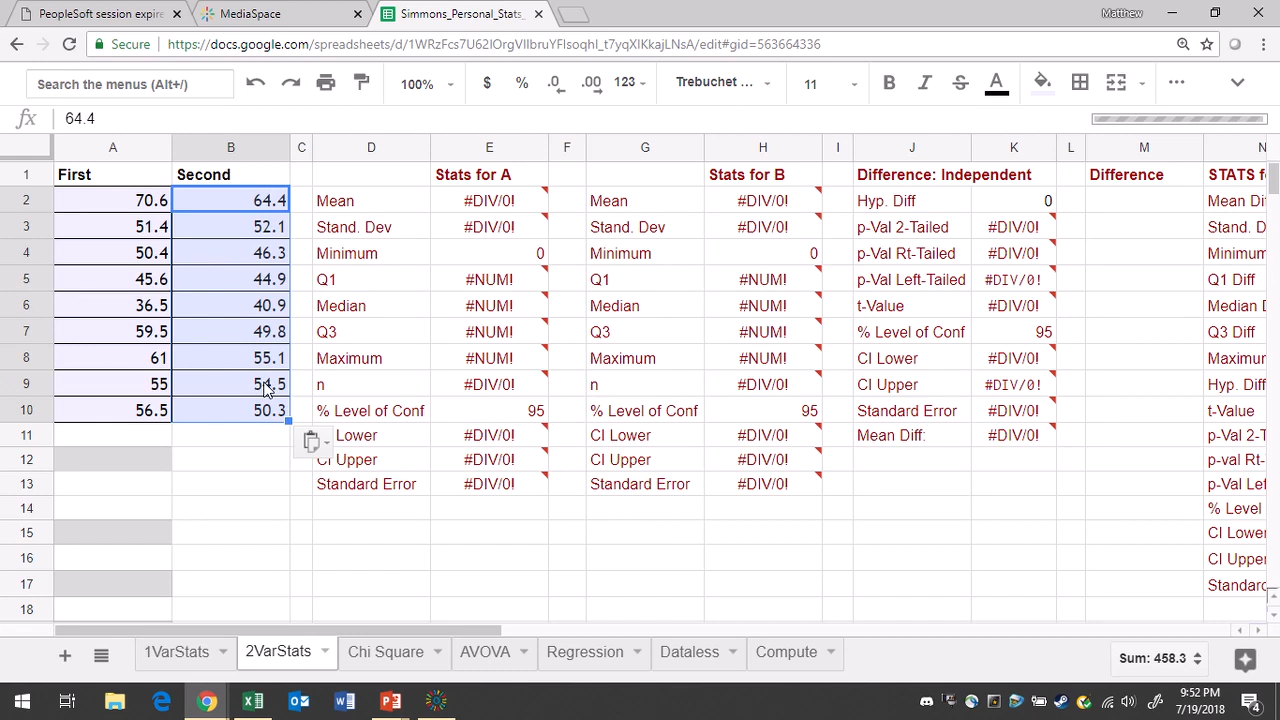 PeopleSoft session expire
MediaSpace
Simmons_Personal_Stats_
Matthew
Secure https://docs.google.com/spreadsheets/d/
Search the menus (Alt+/) 100% $ % .0 .00 123 Trebuchet ... 11 B I S A
fx 64.4
A B C D E F G H I J K L M N
1 First Second Stats for A Stats for B Difference: Independent Difference STATS f
2 70.6 64.4 Mean #DIV/0! Mean #DIV/0! Hyp. Diff 0 Mean Di
3 51.4 52.1 Stand. Dev #DIV/0! Stand. Dev #DIV/0! p-Val 2-Tailed #DIV/0! Stand. D
4 50.4 46.3 Minimum 0 Minimum 0 p-Val Rt-Tailed #DIV/0! Minimum
5 45.6 44.9 Q1 #NUM! Q1 #NUM! p-Val Left-Tailed #DIV/0! Q1 Diff
6 36.5 40.9 Median #NUM! Median #NUM! t-Value #DIV/0! Median D
7 59.5 49.8 Q3 #NUM! Q3 #NUM! % Level of Conf 95 Q3 Diff
8 61 55.1 Maximum #NUM! Maximum #NUM! CI Lower #DIV/0! Maximu
9 55 54.5 n #DIV/0! n #DIV/0! CI Upper #DIV/0! Hyp. Dif
10 56.5 50.3 % Level of Conf 95 % Level of Conf 95 Standard Error #DIV/0! t-Value
11 Lower #DIV/0! CI Lower #DIV/0! Mean Diff: #DIV/0! p-Val 2-T
12 CI Upper #DIV/0! CI Upper #DIV/0! p-val Rt-
13 Standard Error #DIV/0! Standard Error #DIV/0! p-Val Lef
14 % Level
15 CI Lower
16 CI Upper
17 Standard
18
1VarStats 2VarStats Chi Square AVOVA Regression Dataless Compute Sum: 458.3
9:52 PM
7/19/2018
4